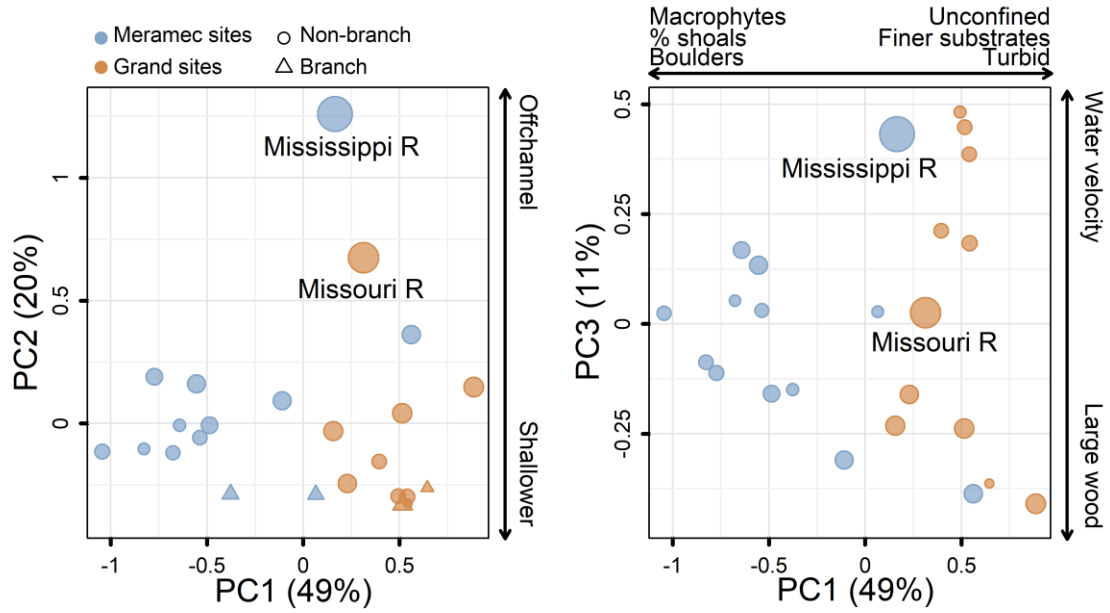 Meramec sites
Non-branch
Grand sites
Branch
Mississippi R
Missouri R
1
0.5
0
PC2 (20%)
-1
-0.5
0
0.5
PC1 (49%)
Offchannel
Shallower
Macrophytes
% shoals
Boulders
Unconfined
Finer substrates
Turbid
Mississippi R
Missouri R
0.5
0.25
0
-0.25
PC3 (11%)
-1
-0.5
0
0.5
PC1 (49%)
Water velocity
Large wood